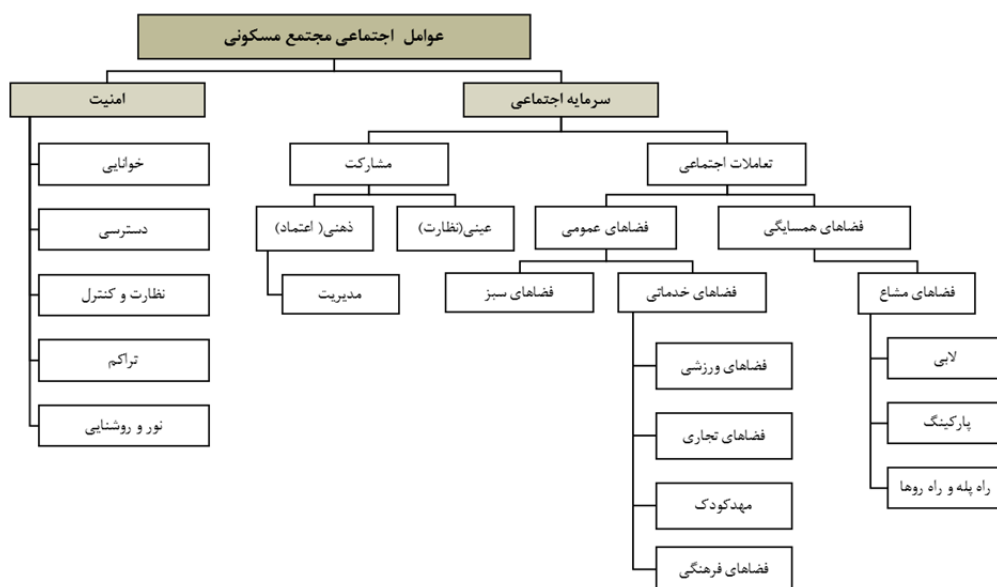 عوامل اجتماعی مجتمع مسکونی
سرمایه اجتماعی
امنیت
تعاملات اجتماعی
مشارکت
خوانایی
فضاهای همسایگی
فضاهای عمومی
عینی(نظارت)
ذهنی( اعتماد)
دسترسی
فضاهای مشاع
فضاهای خدماتی
فضاهای سبز
مدیریت
نظارت و کنترل
لابی
فضاهای ورزشی
تراکم
پارکینگ
فضاهای تجاری
نور و روشنایی
راه پله و راه روها
مهدکودک
فضاهای فرهنگی